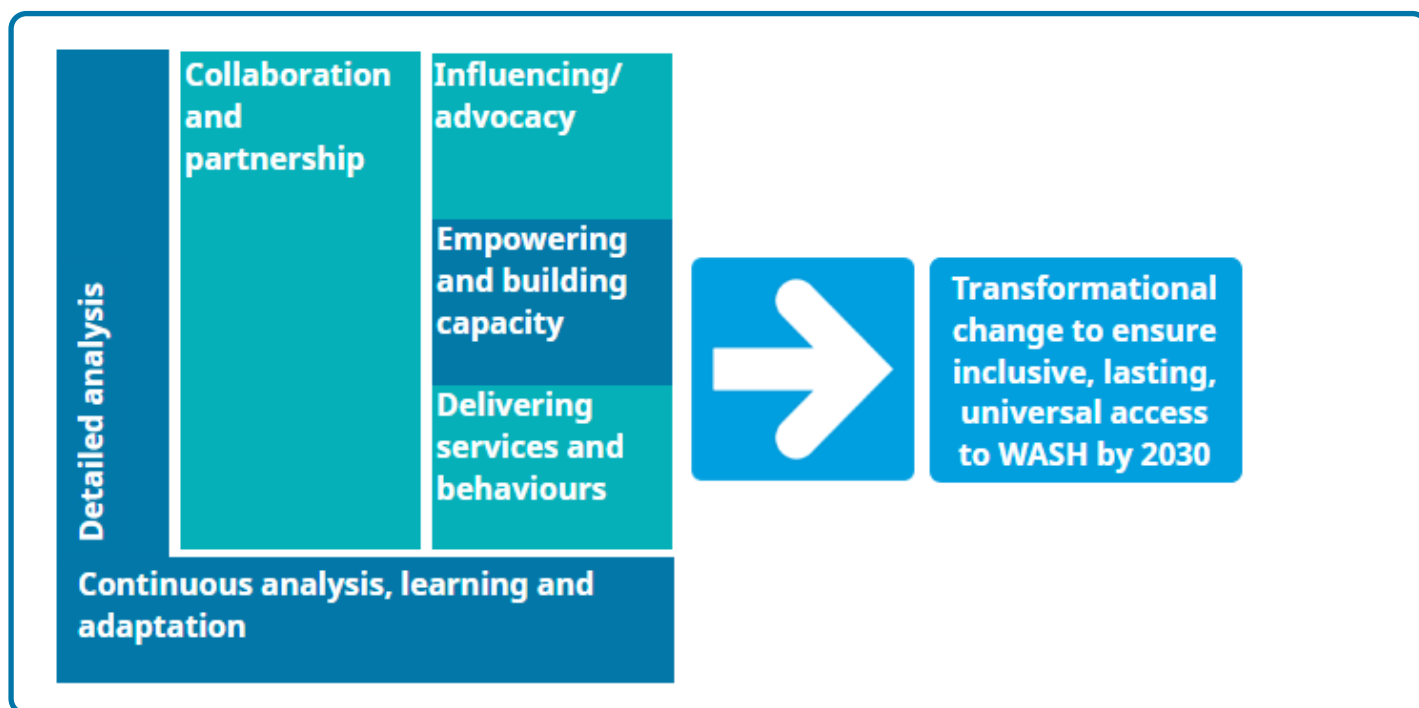 Detailed analysis
Collaboration
and
partnership
Influencing/
advocacy
Empowering
and building
capacity
Delivering
services and
behaviours
Continuous analysis, learning and
adaptation
Transformational
change to ensure
inclusive, lasting,
universal access
to WASH by 2030